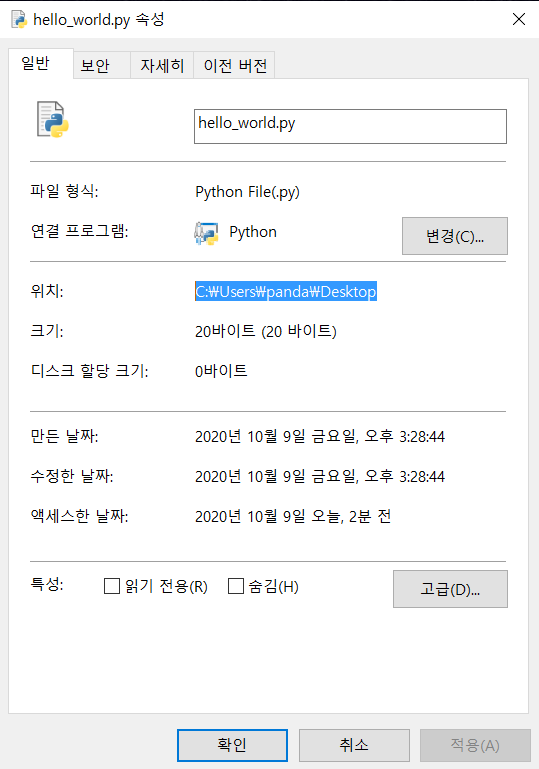 hello_world.py 속성
일반 보안 자세히 이전 버전
hello_world.py
파일 형식: Python File(.py)
연결 프로그램: Python 변경(C)...
위치: C:₩Users₩panda₩Desktop
크기: 20바이트 (20 바이트)
디스크 할당 크기: 0바이트
만든 날짜: 2020년 10월 9일 금요일, 오후 3:28:44
수정한 날짜: 2020년 10월 9일 금요일, 오후 3:28:44
액세스한 날짜: 2020년 10월 9일 오늘, 2분 전
특성: 읽기 전용(R) 숨김(H) 고급(D)...
확인 취소 적용(A)